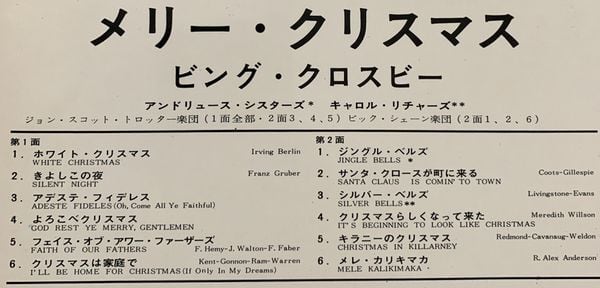 メリー・クリスマス
ビング・クロスビー
アンドリュース・シスターズ* キャロル・リチャーズ**
ジョン・スコット・トロッター楽団(1面全部・2面3、4、5) ビック・シェーン楽団(2面1、2、6)
第1面
1. ホワイト・クリスマス Irving Berlin
WHITE CHRISTMAS
2. きよしこの夜 Franz Gruber
SILENT NIGHT
3. アデステ・フィデレス
ADESTE FIDELES(Oh, Come All Ye Faithful)
4. よろこべクリスマス
'GOD REST YE MERRY, GENTLEMEN
5. フェイス・オブ・アワー・ファーザーズ
FAITH OF OUR FATHERS F. Hemy-J. Walton-F. Faber
6. クリスマスは家庭で Kent-Gonnon-Ram-Warren
I'LL BE HOME FOR CHRISTMAS(If Only In My Dreams)
第2面
1. ジングル・ベルズ
JINGLE BELLS *
2. サンタ・クロースが町に来る Coots-Gillespie
SANTA CLAUS IS COMIN' TO TOWN
3. シルバー・ベルズ Livingstone-Evans
SILVER BELLS**
4. クリスマスらしくなって来た Meredith Willson
IT'S BEGINNING TO LOOK LIKE CHRISTMAS
5. キラニーのクリスマス Redmond-Cavanaug-Weldon
CHRISTMAS IN KILLARNEY
6. メレ・カリキマカ R. Alex Anderson
MELE KALIKIMAKA